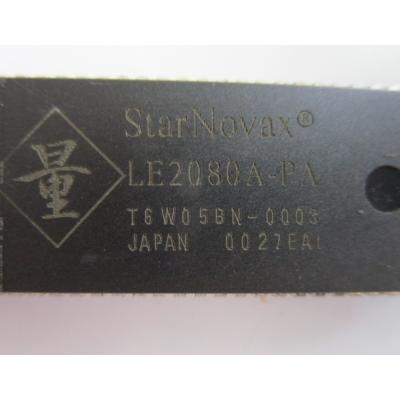 量
StarNovax®
LE2080A-PA
T6W05BN-0003
JAPAN 0027EAI